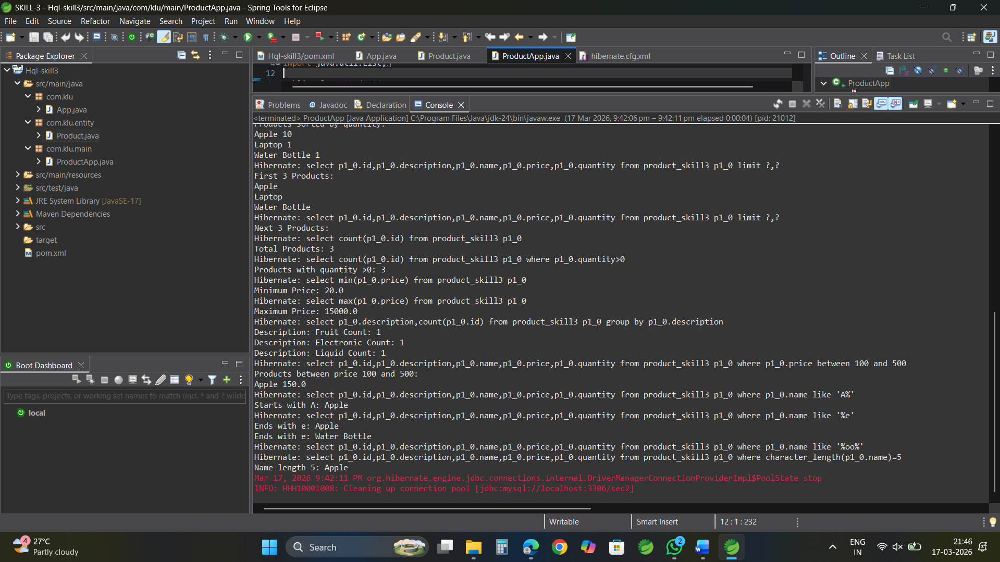 SKILL-3 - Hql-skill3/src/main/java/com/klu/main/ProductApp.java - Spring Tools for Eclipse
File Edit Source Refactor Navigate Search Project Run Window Help
Package Explorer
Hql-skill3
src/main/java
com.klu
App.java
com.klu.entity
Product.java
com.klu.main
ProductApp.java
src/main/resources
src/test/java
JRE System Library [JavaSE-17]
Maven Dependencies
src
target
pom.xml
Boot Dashboard
Type tags, projects, or working set names to match (incl. * and ? wildc
local
Hql-skill3/pom.xml App.java Product.java ProductApp.java hibernate.cfg.xml
import java.util.List;
12
Outline Task List
ProductApp
Problems Javadoc Declaration Console
<terminated> ProductApp [Java Application] C:\Program Files\Java\jdk-24\bin\javaw.exe (17 Mar 2026, 9:42:06 pm – 9:42:11 pm elapsed 0:00:04) [pid: 21012]
Products sorted by quantity:
Apple 10
Laptop 1
Water Bottle 1
Hibernate: select p1_0.id,p1_0.description,p1_0.name,p1_0.price,p1_0.quantity from product_skill3 p1_0 limit ?,?
First 3 Products:
Apple
Laptop
Water Bottle
Hibernate: select p1_0.id,p1_0.description,p1_0.name,p1_0.price,p1_0.quantity from product_skill3 p1_0 limit ?,?
Next 3 Products:
Hibernate: select count(p1_0.id) from product_skill3 p1_0
Total Products: 3
Hibernate: select count(p1_0.id) from product_skill3 p1_0 where p1_0.quantity>0
Products with quantity >0: 3
Hibernate: select min(p1_0.price) from product_skill3 p1_0
Minimum Price: 20.0
Hibernate: select max(p1_0.price) from product_skill3 p1_0
Maximum Price: 15000.0
Hibernate: select p1_0.description,count(p1_0.id) from product_skill3 p1_0 group by p1_0.description
Description: Fruit Count: 1
Description: Electronic Count: 1
Description: Liquid Count: 1
Hibernate: select p1_0.id,p1_0.description,p1_0.name,p1_0.price,p1_0.quantity from product_skill3 p1_0 where p1_0.price between 100 and 500
Products between price 100 and 500:
Apple 150.0
Hibernate: select p1_0.id,p1_0.description,p1_0.name,p1_0.price,p1_0.quantity from product_skill3 p1_0 where p1_0.name like 'A%'
Starts with A: Apple
Hibernate: select p1_0.id,p1_0.description,p1_0.name,p1_0.price,p1_0.quantity from product_skill3 p1_0 where p1_0.name like '%e'
Ends with e: Apple
Ends with e: Water Bottle
Hibernate: select p1_0.id,p1_0.description,p1_0.name,p1_0.price,p1_0.quantity from product_skill3 p1_0 where p1_0.name like '%oo%'
Hibernate: select p1_0.id,p1_0.description,p1_0.name,p1_0.price,p1_0.quantity from product_skill3 p1_0 where character_length(p1_0.name)=5
Name length 5: Apple
Mar 17, 2026 9:42:11 PM org.hibernate.engine.jdbc.connections.internal.DriverManagerConnectionProviderImpl$PoolState stop
INFO: HHH10001008: Cleaning up connection pool [jdbc:mysql://localhost:3306/sec2]
Writable Smart Insert 12 : 1 : 232
4
27°C
Partly cloudy
Search
2
ENG
IN
21:46
17-03-2026